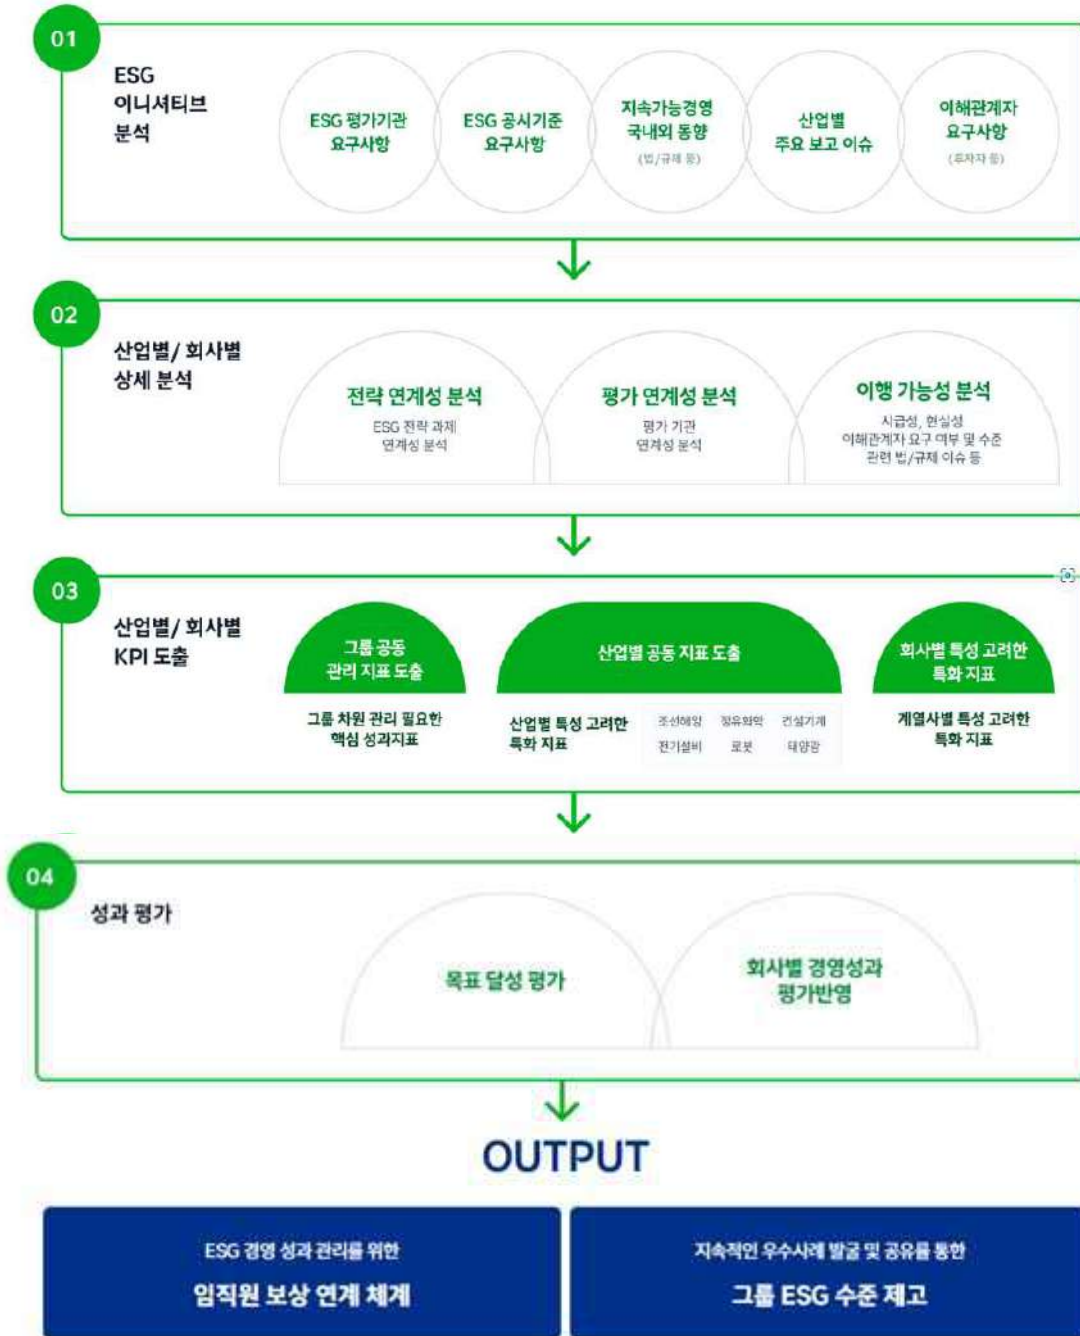 01
ESG
이니셔티브
분석
ESG 평가기관
요구사항
ESG 공시기준
요구사항
지속가능경영
국내외 동향
(법/규제 등)
산업별
주요 보고 이슈
이해관계자
요구사항
(투자자 등)
02
산업별/ 회사별
상세 분석
전략 연계성 분석
ESG 전략 과제
연계성 분석
평가 연계성 분석
평가 기관
연계성 분석
이행 가능성 분석
시급성, 현실성
이해관계자 요구 여부 및 수준
관련 법/규제 이슈 등
03
산업별/ 회사별
KPI 도출
그룹 공동
관리 지표 도출
그룹 차원 관리 필요한
핵심 성과지표
산업별 공동 지표 도출
산업별 특성 고려한
특화 지표
조선해양 정유화학 건설기계
전기설비 로봇 태양광
회사별 특성 고려한
특화 지표
계열사별 특성 고려한
특화 지표
04
성과 평가
목표 달성 평가
회사별 경영성과
평가반영
OUTPUT
ESG 경영 성과 관리를 위한
임직원 보상 연계 체계
지속적인 우수사례 발굴 및 공유를 통한
그룹 ESG 수준 제고